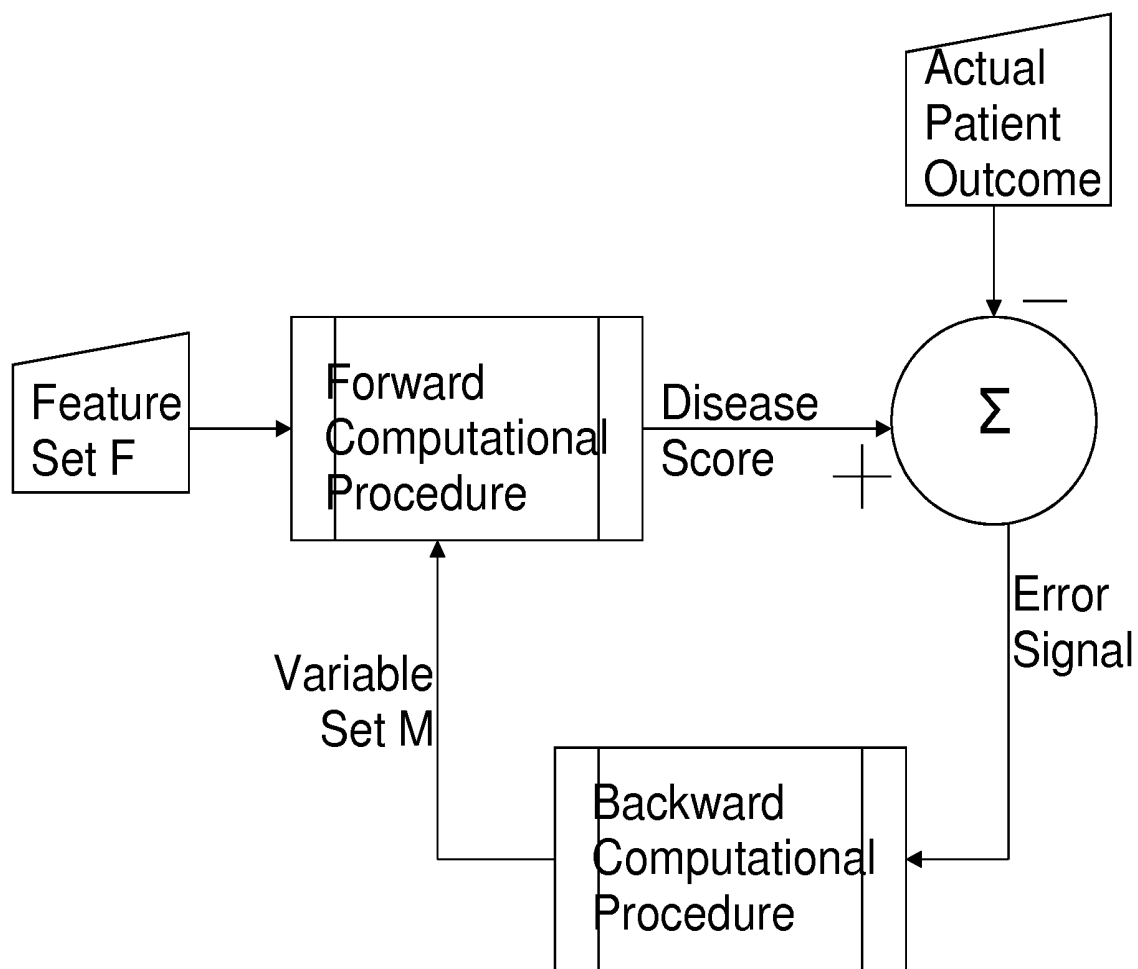 Actual
Patient
Outcome
—
Feature
Set F
Forward
Computational
Procedure
Disease
Score
+
Σ
Error
Signal
Variable
Set M
Backward
Computational
Procedure